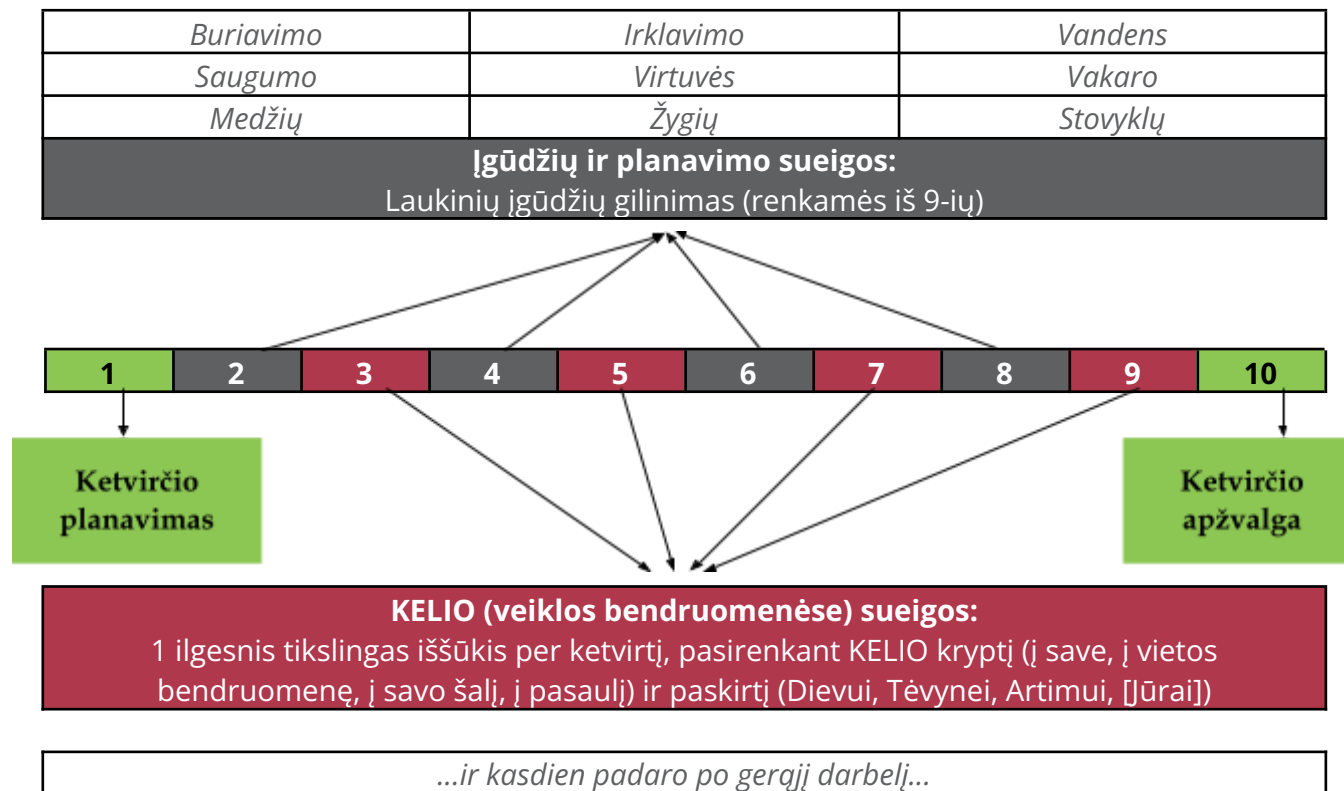 Buriavimo Irklavimo Vandens
Saugumo Virtuvės Vakaro
Medžių Žygių Stovyklų
Įgūdžių ir planavimo sueigos:
Laukinių įgūdžių gilinimas (renkamės iš 9-ių)
1 2 3 4 5 6 7 8 9 10
Ketvirčio
planavimas
Ketvirčio
apžvalga
KELIO (veiklos bendruomenėse) sueigos:
1 ilgesnis tikslingas iššūkis per ketvirtį, pasirenkant KELIO kryptį (į save, į vietos
bendruomenę, į savo šalį, į pasaulį) ir paskirtį (Dievui, Tėvynei, Artimui, [Jūrai])
...ir kasdien padaro po gerąjį darbelį...